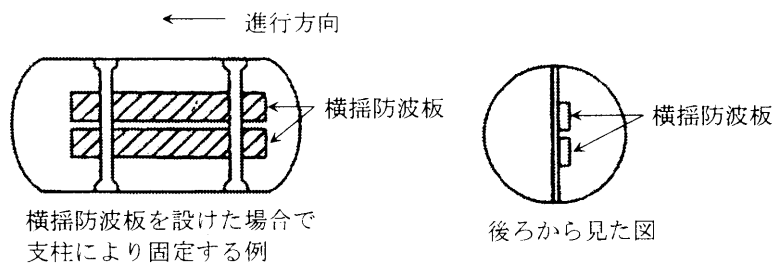 進行方向
横揺防波板
横揺防波板
横揺防波板を設けた場合で
支柱により固定する例
後ろから見た図